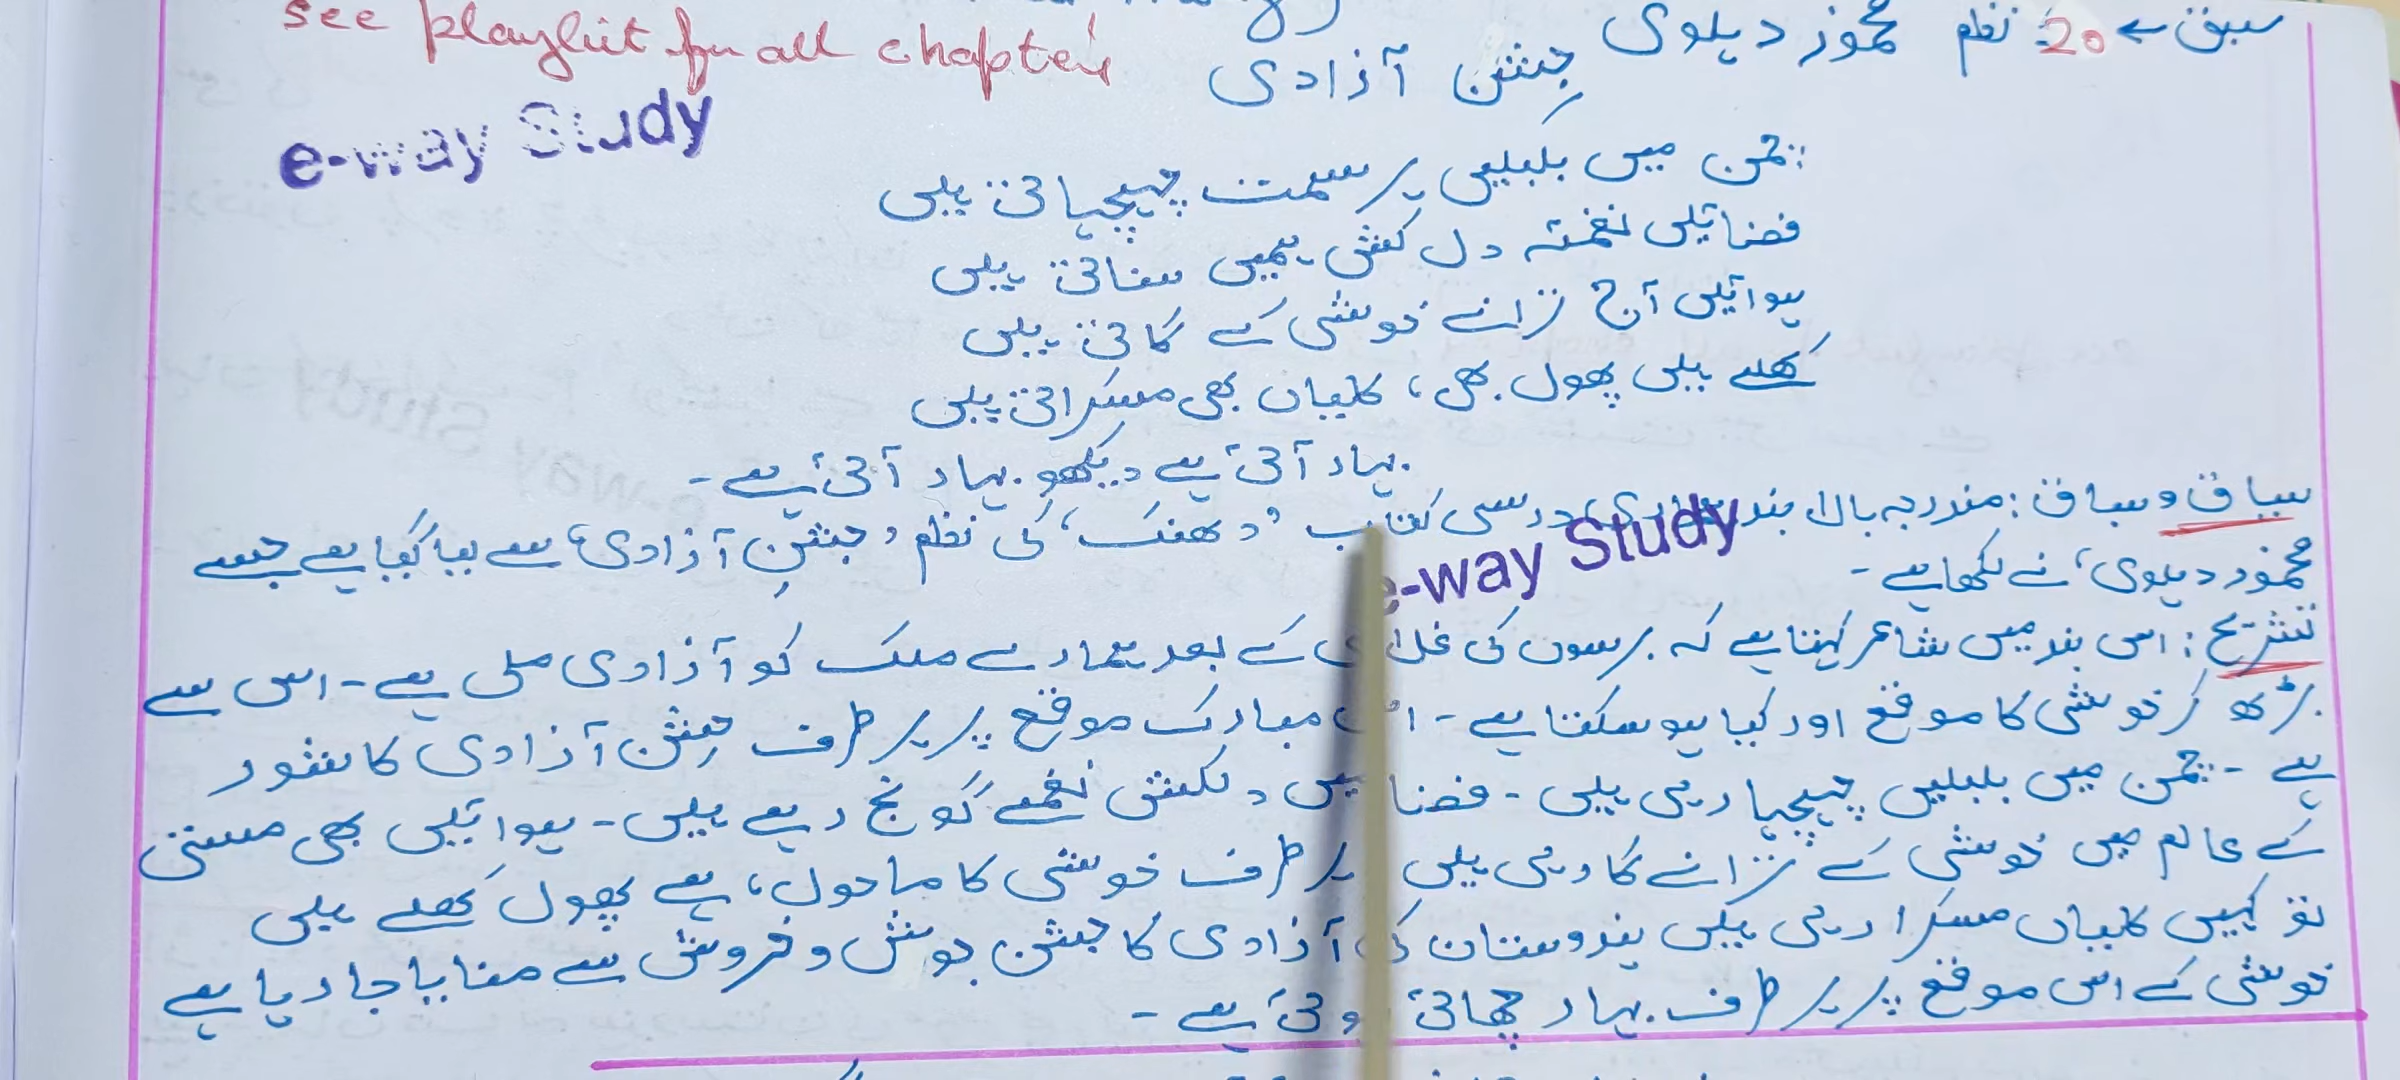 see playlist for all chapters
سبق ← 20: نظم محمور دہلوی
جشنِ آزادی
e-way Study
چمن میں بلبلیں ہر سمت چہچہاتی ہیں
فضائیں نغمۂ دل کش ہمیں سناتی ہیں
ہوائیں آج ترانے خوشی کے گاتی ہیں
کھلے ہیں پھول بھی، کلیاں بھی مسکراتی ہیں
بہار آئی ہے دیکھو بہار آئی ہے۔
سیاق و سباق: مندرجہ بالا بند ہماری درسی کتاب ’دھنک‘ کی نظم ’جشنِ آزادی‘ سے لیا گیا ہے جسے
e-way Study
محمور دہلوی، نے لکھا ہے۔
تشریح: اس بند میں شاعر کہتا ہے کہ برسوں کی کے بعد ہمارے ملک کو آزادی ملی ہے۔ اس سے
بڑھ کر خوشی کا موقع اور کیا ہو سکتا ہے۔ مبارک موقع پر ہر طرف جشنِ آزادی کا شور
ہے۔ چمن میں بلبلیں چہچہا رہی ہیں۔ دلکش نغمے گونج رہے ہیں۔ ہوائیں بھی مستی
کے عالم میں خوشی کے ترانے گا رہی ہیں ہر طرف خوشی کا ماحول، ہے پھول کھلے ہیں
تو کہیں کلیاں مسکرا رہی ہیں ہندوستان کی آزادی کا جشن جوش و خروش سے منایا جا رہا ہے
خوشی کے اس موقع پر ہر طرف بہار چھائی ہوئی ہے۔